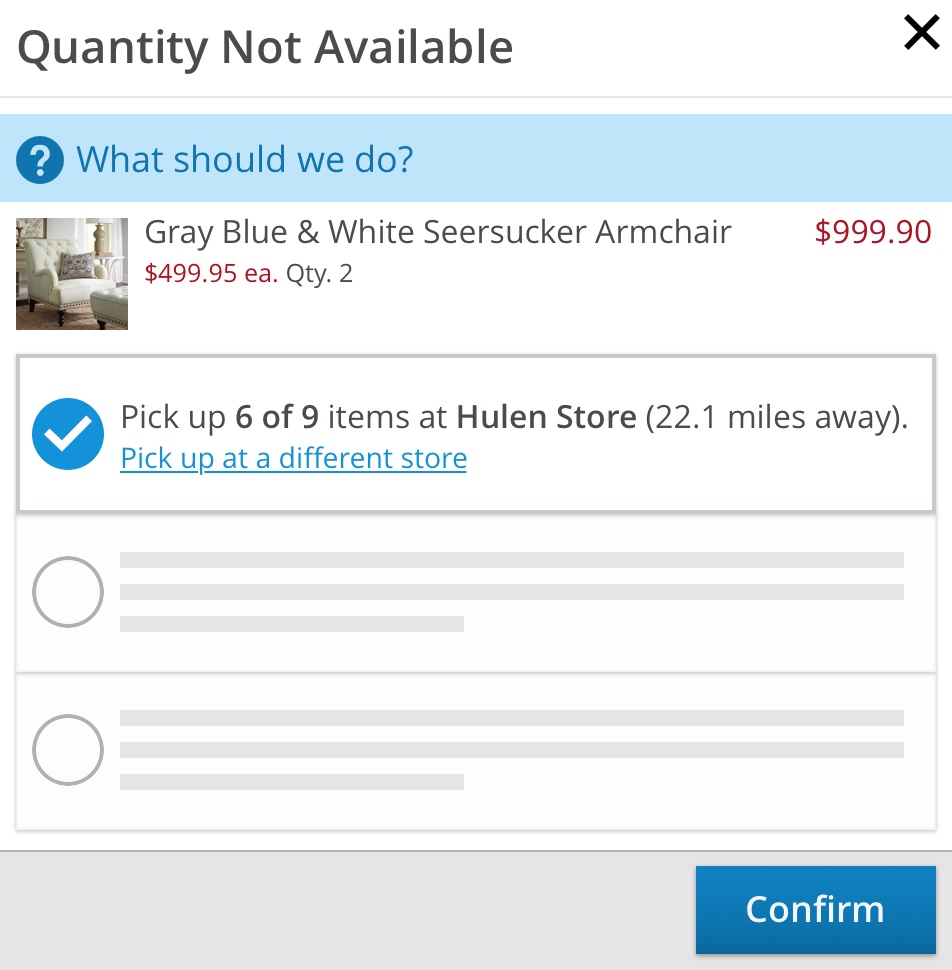 Quantity Not Available
What should we do?
Gray Blue & White Seersucker Armchair $999.90
$499.95 ea. Qty. 2
Pick up 6 of 9 items at Hulen Store (22.1 miles away).
Pick up at a different store
Confirm